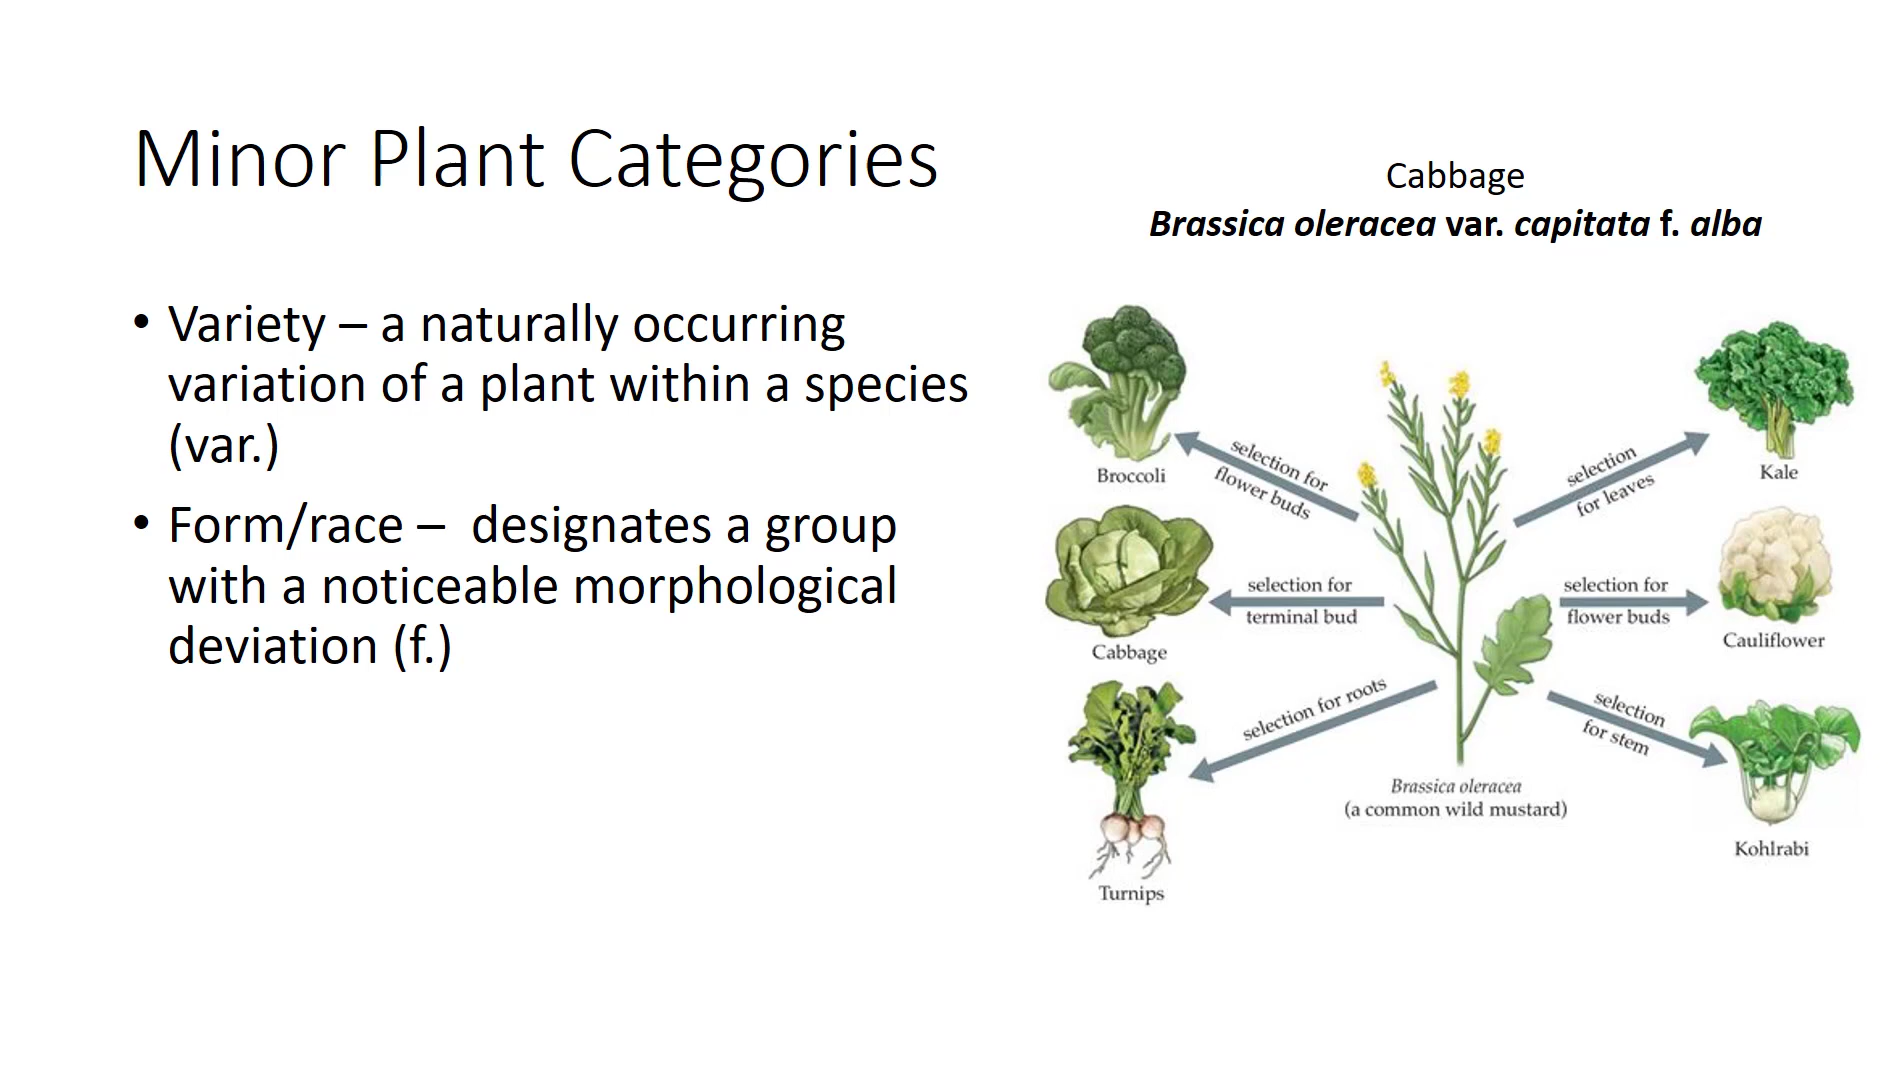 Minor Plant Categories
Cabbage
Brassica oleracea var. capitata f. alba
• Variety – a naturally occurring
variation of a plant within a species
(var.)
• Form/race –  designates a group
with a noticeable morphological
deviation (f.)
Broccoli
selection for
flower buds
selection
for leaves
Kale
Cabbage
selection for
terminal bud
selection for
flower buds
Cauliflower
Turnips
selection for roots
selection
for stem
Kohlrabi
Brassica oleracea
(a common wild mustard)